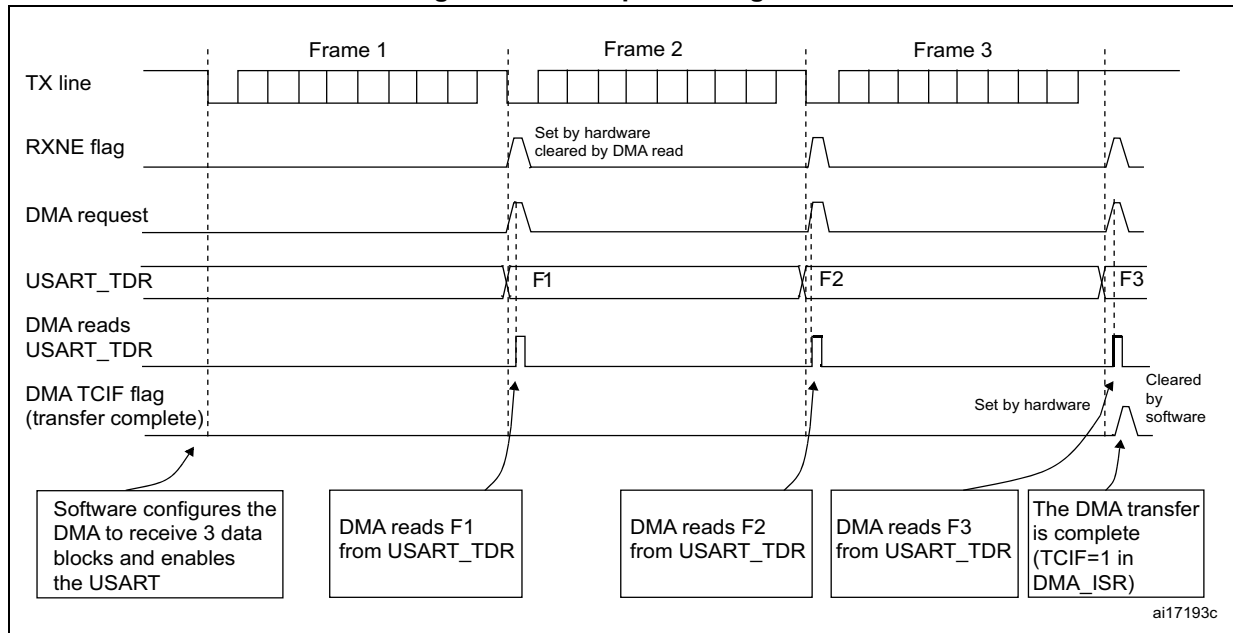 Frame 1
Frame 2
Frame 3
TX line
RXNE flag
Set by hardware
cleared by DMA read
DMA request
USART_TDR
F1
F2
F3
DMA reads
USART_TDR
DMA TCIF flag
(transfer complete)
Set by hardware
Cleared
by
software
Software configures the
DMA to receive 3 data
blocks and enables
the USART
DMA reads F1
from USART_TDR
DMA reads F2
from USART_TDR
DMA reads F3
from USART_TDR
The DMA transfer
is complete
(TCIF=1 in
DMA_ISR)
ai17193c